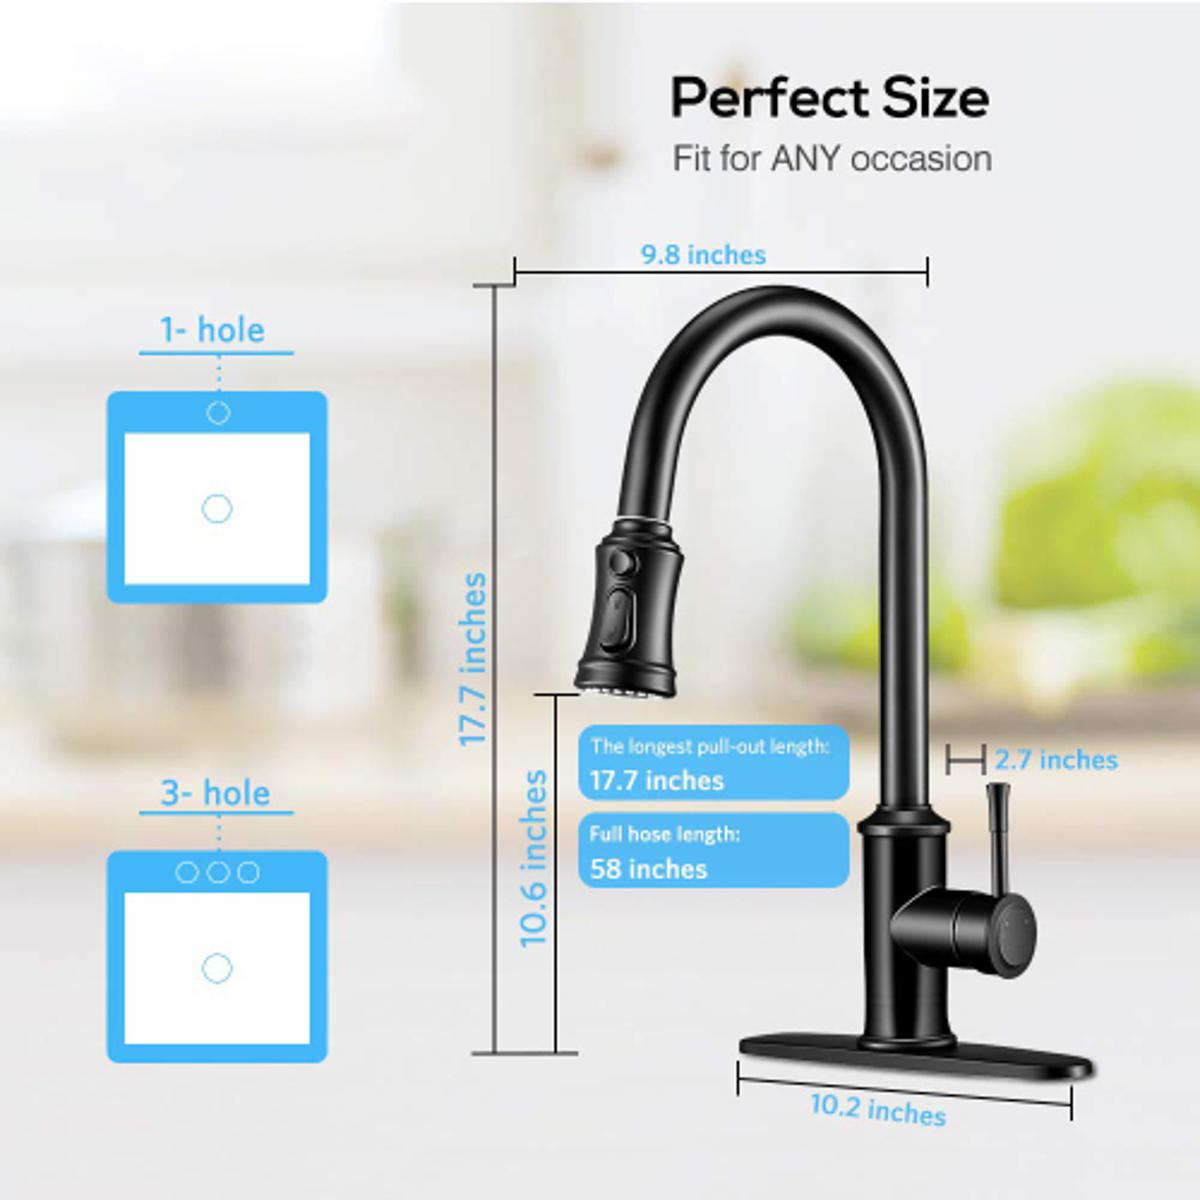 Perfect Size
Fit for ANY occasion
9.8 inches
1- hole
17.7 inches
10.6 inches
The longest pull-out length:
17.7 inches
Full hose length:
58 inches
2.7 inches
3- hole
10.2 inches